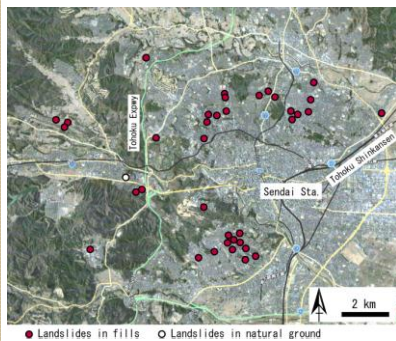 Tohoku Expwy
Tohoku Shinkansen
Sendai Sta.
2 km
Landslides in fills Landslides in natural ground